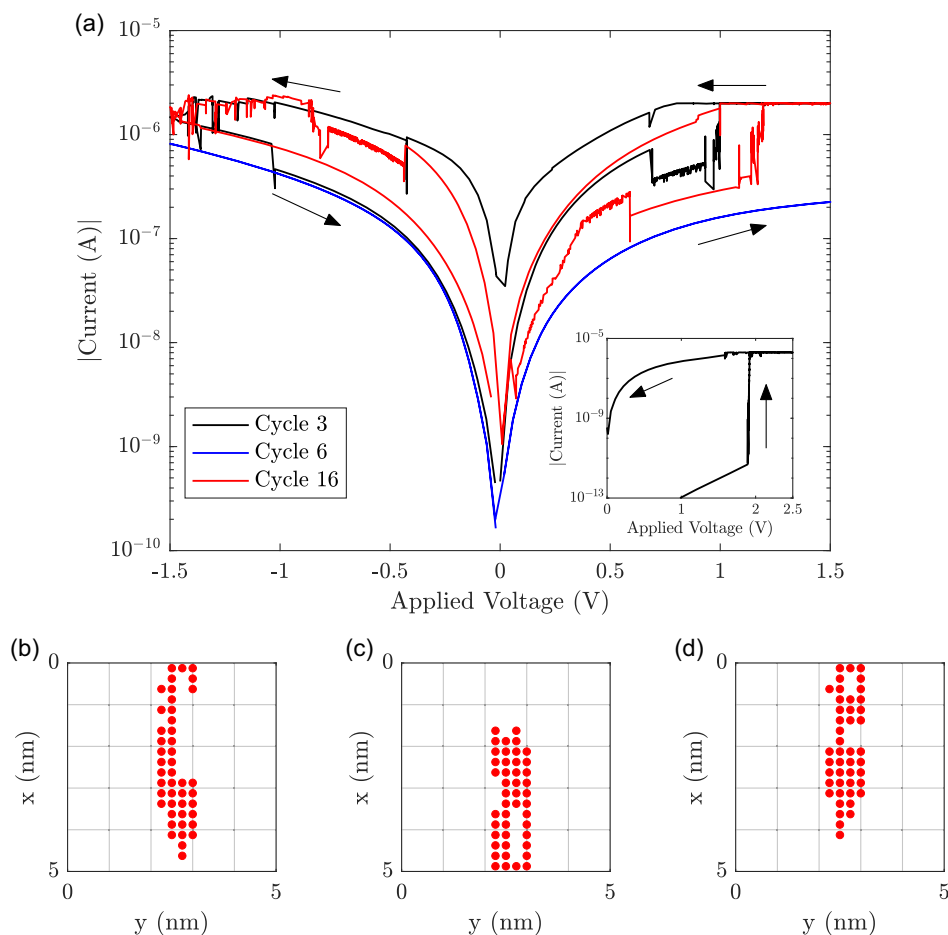 (a)
10^-5
10^-6
10^-7
10^-8
10^-9
10^-10
|Current (A)|
Cycle 3
Cycle 6
Cycle 16
-1.5
-1
-0.5
0
0.5
1
1.5
Applied Voltage (V)
10^-5
10^-9
10^-13
|Current (A)|
0
1
2
2.5
Applied Voltage (V)
(b)
0
5
x (nm)
0
5
y (nm)
(c)
0
5
x (nm)
0
5
y (nm)
(d)
0
5
x (nm)
0
5
y (nm)